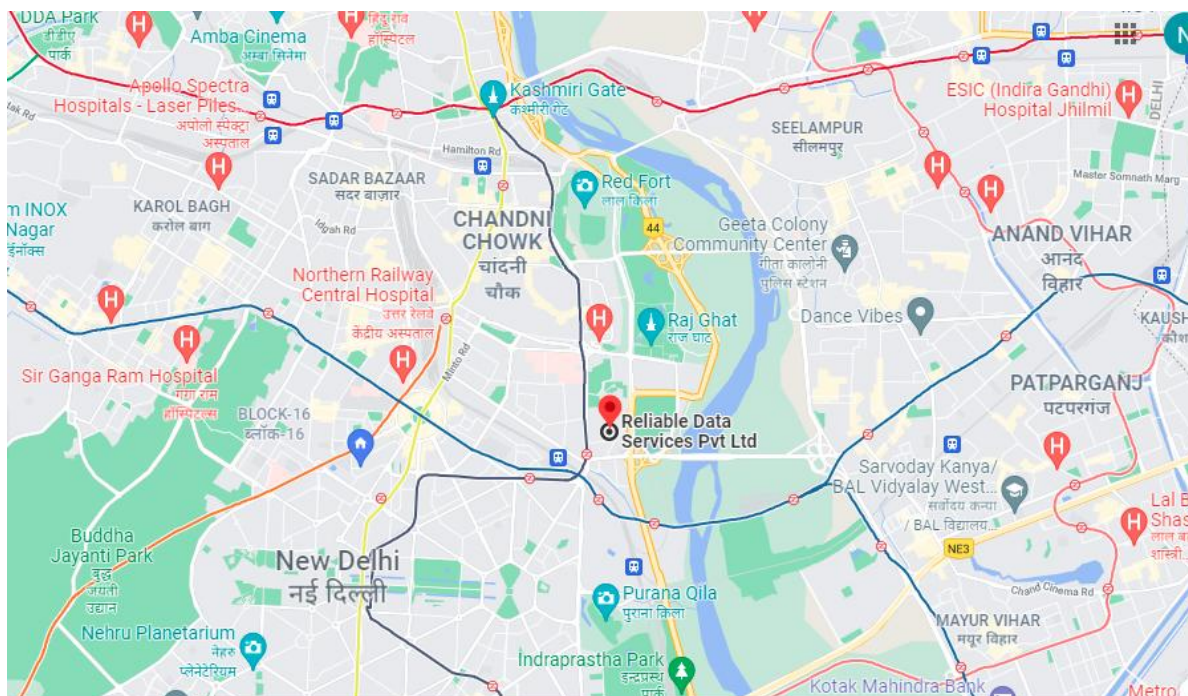 DDA Park
डीडीए
पार्क
Amba Cinema
अम्बा सिनेमा
हिंदू राव
हॉस्पिटल
Apollo Spectra
Hospitals - Laser Piles...
अपोलो स्पेक्ट्रा
अस्पताल
Kashmiri Gate
कश्मीरी गेट
ESIC (Indira Gandhi)
Hospital Jhilmil
DELHI
N
SEELAMPUR
सीलमपुर
Hamilton Rd
SADAR BAZAAR
सदर बाज़ार
Red Fort
लाल किला
Master Somnath Marg
KAROL BAGH
करोल बाग
m INOX
Nagar
Idgah Rd
CHANDNI
CHOWK
चांदनी
चौक
44
Geeta Colony
Community Center
गीता कालोनी
पुलिस स्टेशन
ANAND VIHAR
आनंद
विहार
Northern Railway
Central Hospital
उत्तर रेलवे
केंद्रीय अस्पताल
Raj Ghat
राज घाट
Dance Vibes
KAUSH
कौश
Minto Rd
Sir Ganga Ram Hospital
गंगा राम
हॉस्पिटल्स
BLOCK-16
ब्लॉक-16
PATPARGANJ
पटपरगंज
Reliable Data
Services Pvt Ltd
Sarvoday Kanya/
BAL Vidyalay West...
सर्वोदय कन्या
/ BAL विद्यालय...
Lal B
Shas
लाल बा
शास्त्री...
Buddha
Jayanti Park
बुद्ध
जयंती
उद्यान
New Delhi
नई दिल्ली
NE3
Chand Cinema Rd
Purana Qila
पुराना किला
MAYUR VIHAR
मयूर विहार
Nehru Planetarium
नेहरु
प्लेनेटेरियम
Indraprastha Park
इन्द्रप्रस्थ
पार्क
Kotak Mahindra Bank
Metro